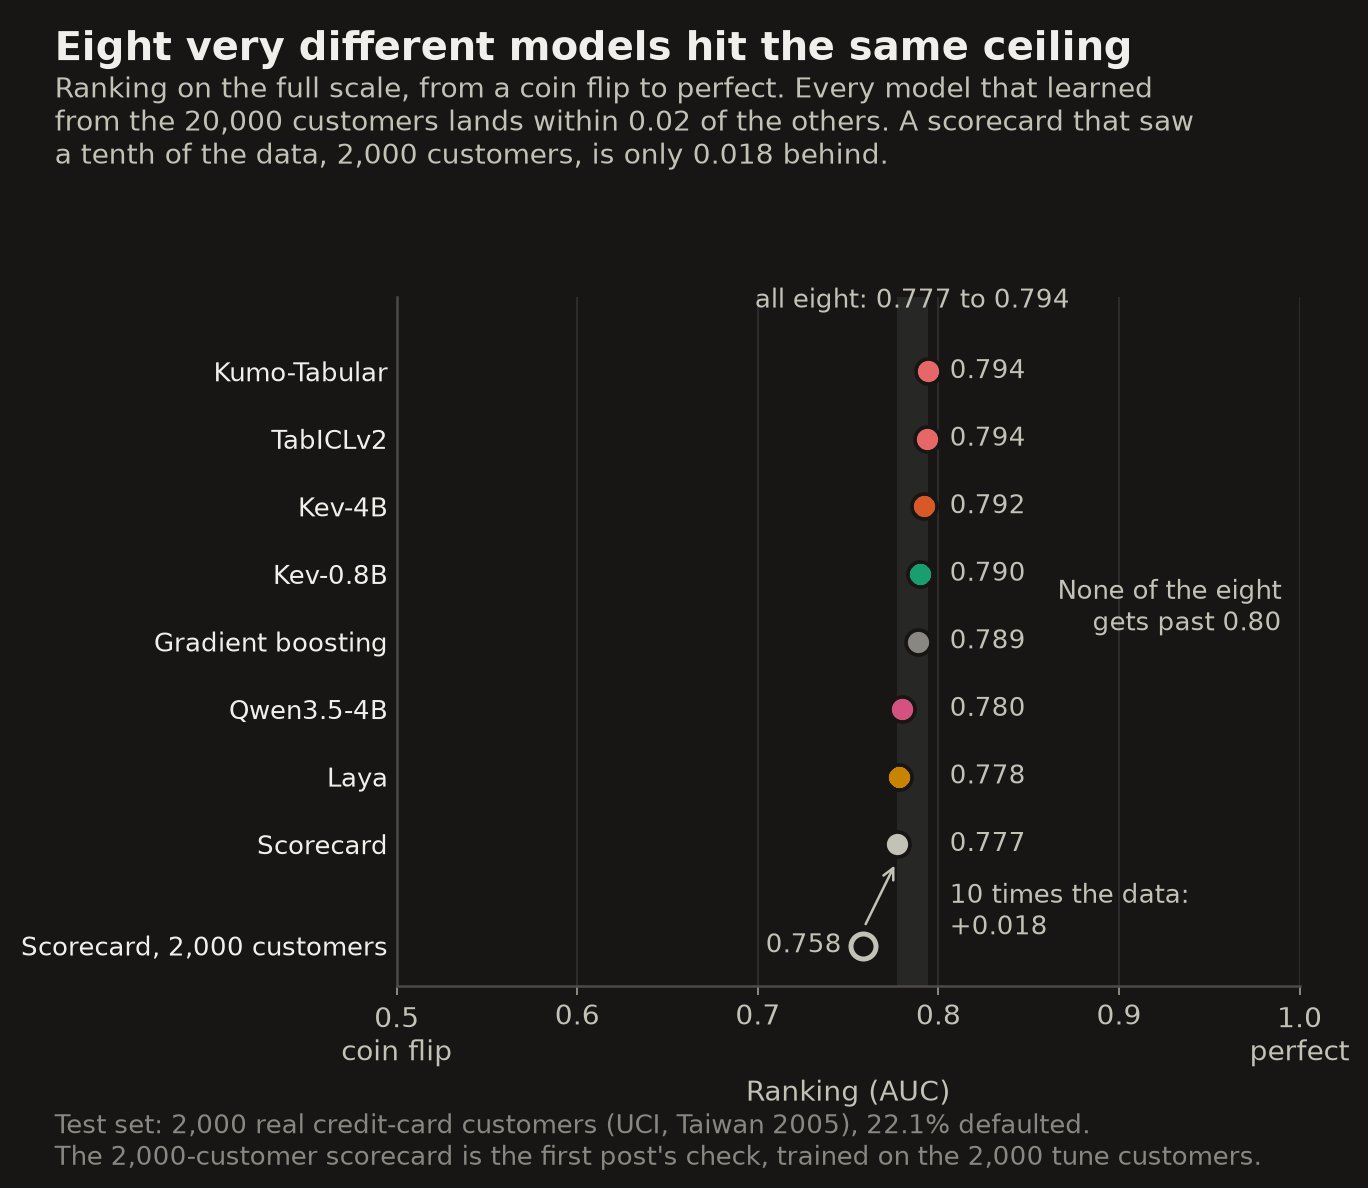 Eight very different models hit the same ceiling
Ranking on the full scale, from a coin flip to perfect. Every model that learned
from the 20,000 customers lands within 0.02 of the others. A scorecard that saw
a tenth of the data, 2,000 customers, is only 0.018 behind.
all eight: 0.777 to 0.794
Kumo-Tabular 0.794
TabICLv2 0.794
Kev-4B 0.792
Kev-0.8B 0.790
None of the eight
gets past 0.80
Gradient boosting 0.789
Qwen3.5-4B 0.780
Laya 0.778
Scorecard 0.777
10 times the data:
+0.018
Scorecard, 2,000 customers 0.758
0.5 0.6 0.7 0.8 0.9 1.0
coin flip perfect
Ranking (AUC)
Test set: 2,000 real credit-card customers (UCI, Taiwan 2005), 22.1% defaulted.
The 2,000-customer scorecard is the first post's check, trained on the 2,000 tune customers.